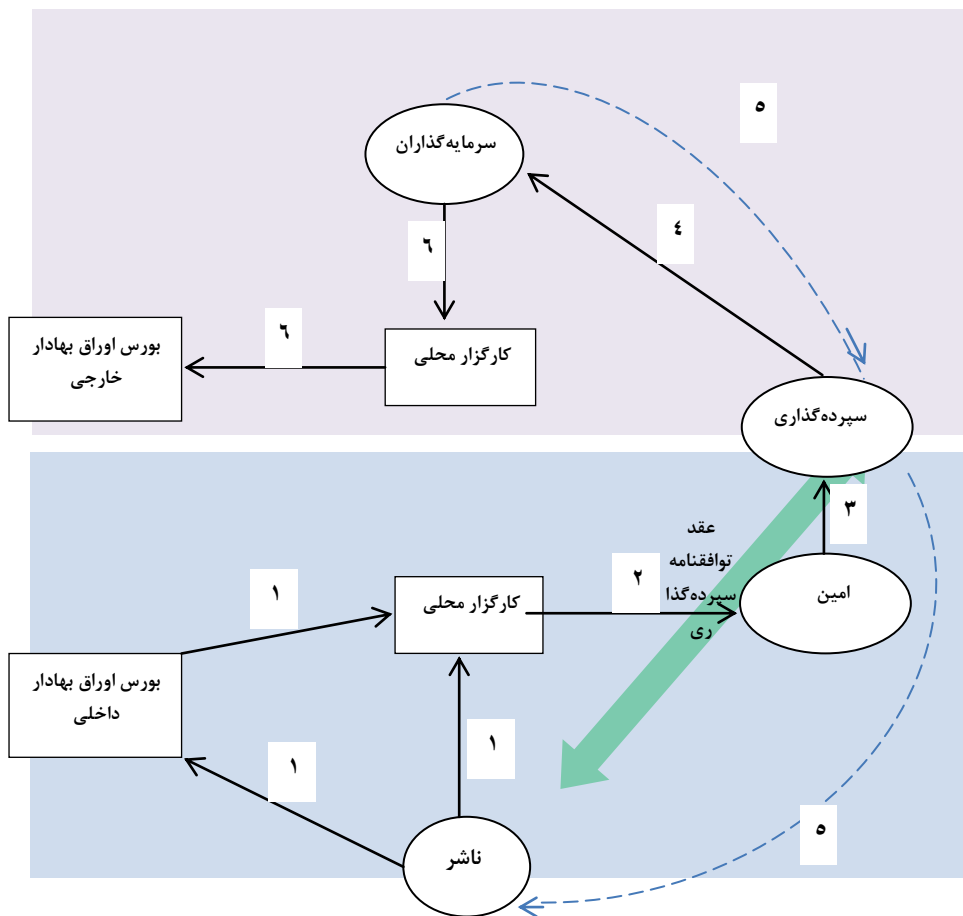 ۵
سرمایه‌گذاران
۴
۶
۶
بورس اوراق بهادار
خارجی
کارگزار محلی
سپرده‌گذاری
۳
عقد
توافقنامه
سپرده‌گذا
ری
۲
امین
۱
کارگزار محلی
بورس اوراق بهادار
داخلی
۱
۱
۵
ناشر